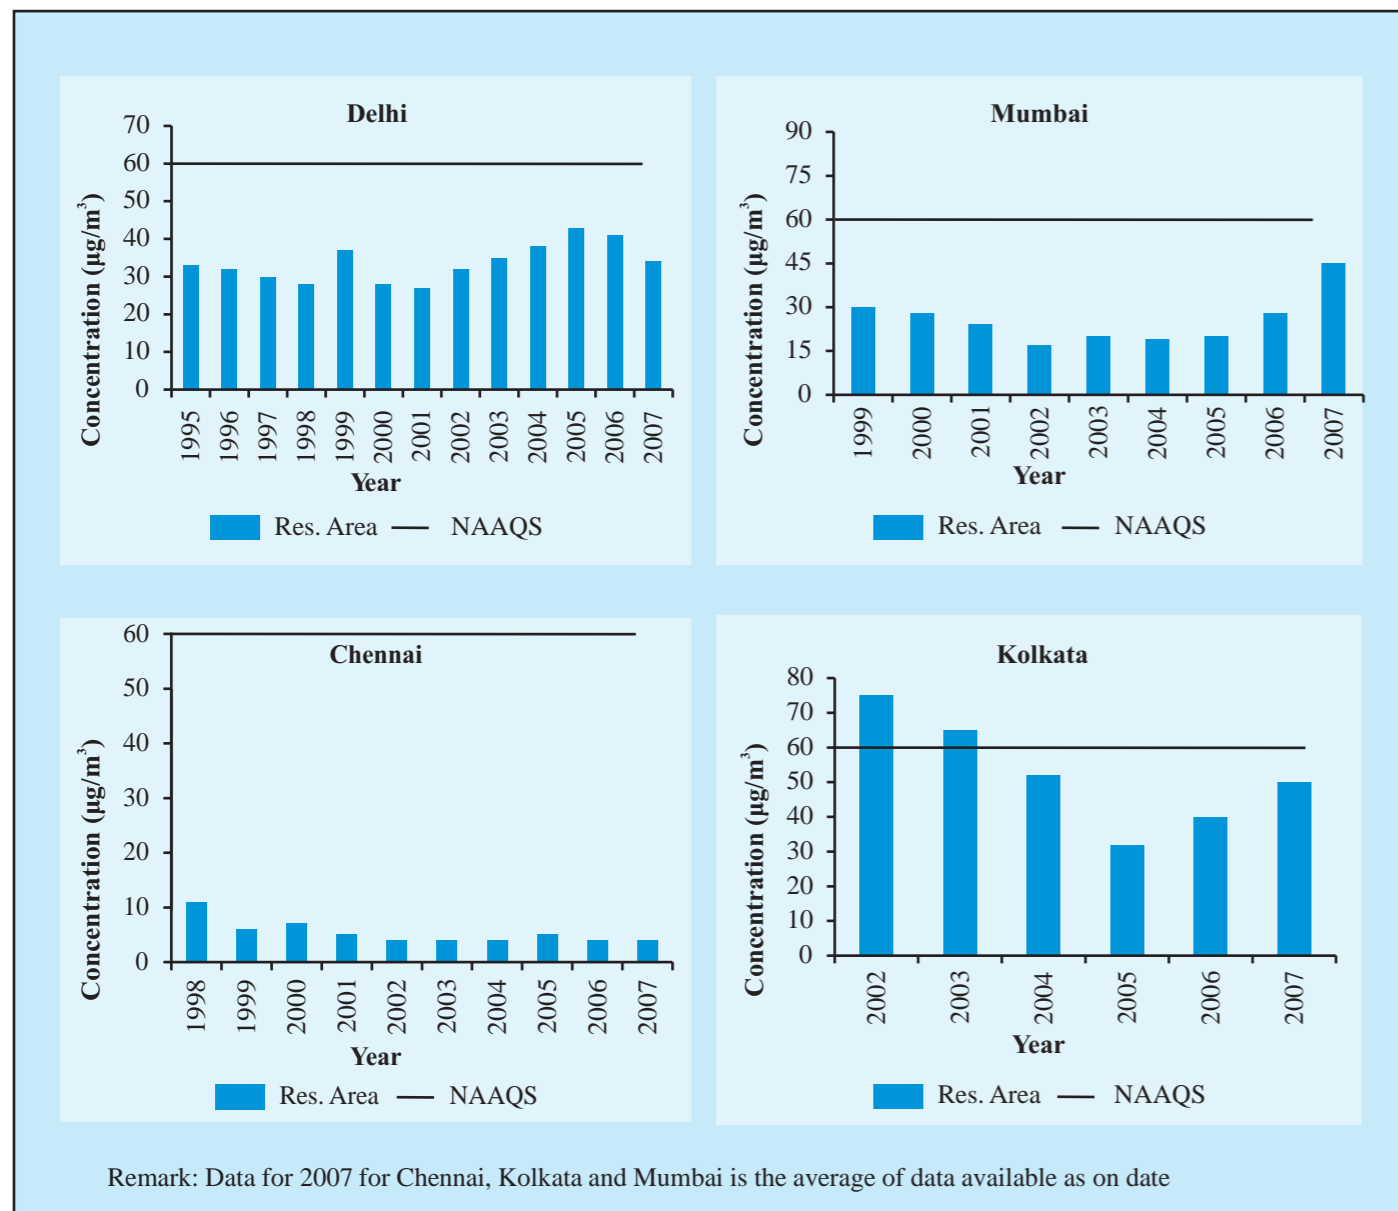 Delhi
Concentration (µg/m³)
70
60
50
40
30
20
10
0
1995 1996 1997 1998 1999 2000 2001 2002 2003 2004 2005 2006 2007
Year
Res. Area NAAQS
Mumbai
Concentration (µg/m³)
90
75
60
45
30
15
0
1999 2000 2001 2002 2003 2004 2005 2006 2007
Year
Res. Area NAAQS
Chennai
Concentration (µg/m³)
60
50
40
30
20
10
0
1998 1999 2000 2001 2002 2003 2004 2005 2006 2007
Year
Res. Area NAAQS
Kolkata
Concentration (µg/m³)
80
70
60
50
40
30
20
10
0
2002 2003 2004 2005 2006 2007
Year
Res. Area NAAQS
Remark: Data for 2007 for Chennai, Kolkata and Mumbai is the average of data available as on date